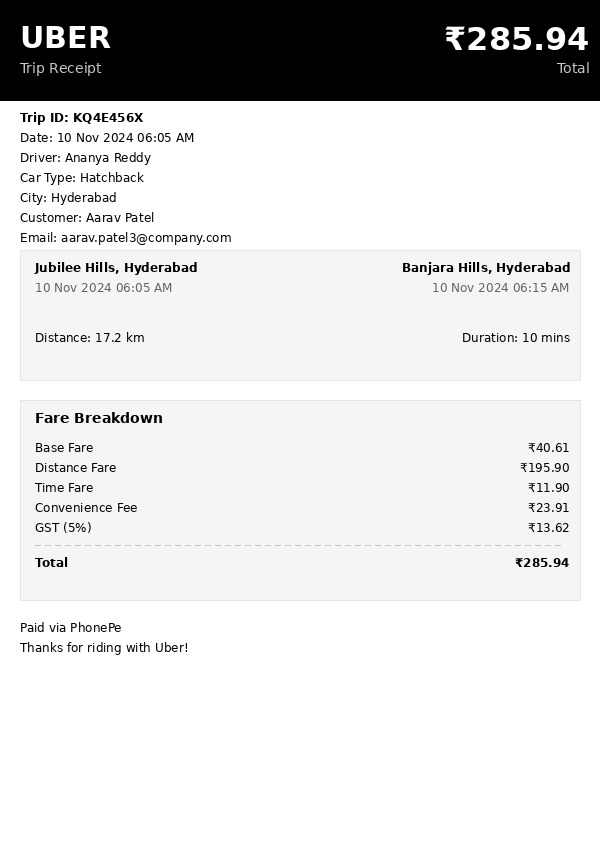 UBER
₹285.94
Trip Receipt
Total
Trip ID: KQ4E456X
Date: 10 Nov 2024 06:05 AM
Driver: Ananya Reddy
Car Type: Hatchback
City: Hyderabad
Customer: Aarav Patel
Email: aarav.patel3@company.com
Jubilee Hills, Hyderabad
Banjara Hills, Hyderabad
10 Nov 2024 06:05 AM
10 Nov 2024 06:15 AM
Distance: 17.2 km
Duration: 10 mins
Fare Breakdown
Base Fare ₹40.61
Distance Fare ₹195.90
Time Fare ₹11.90
Convenience Fee ₹23.91
GST (5%) ₹13.62
Total ₹285.94
Paid via PhonePe
Thanks for riding with Uber!